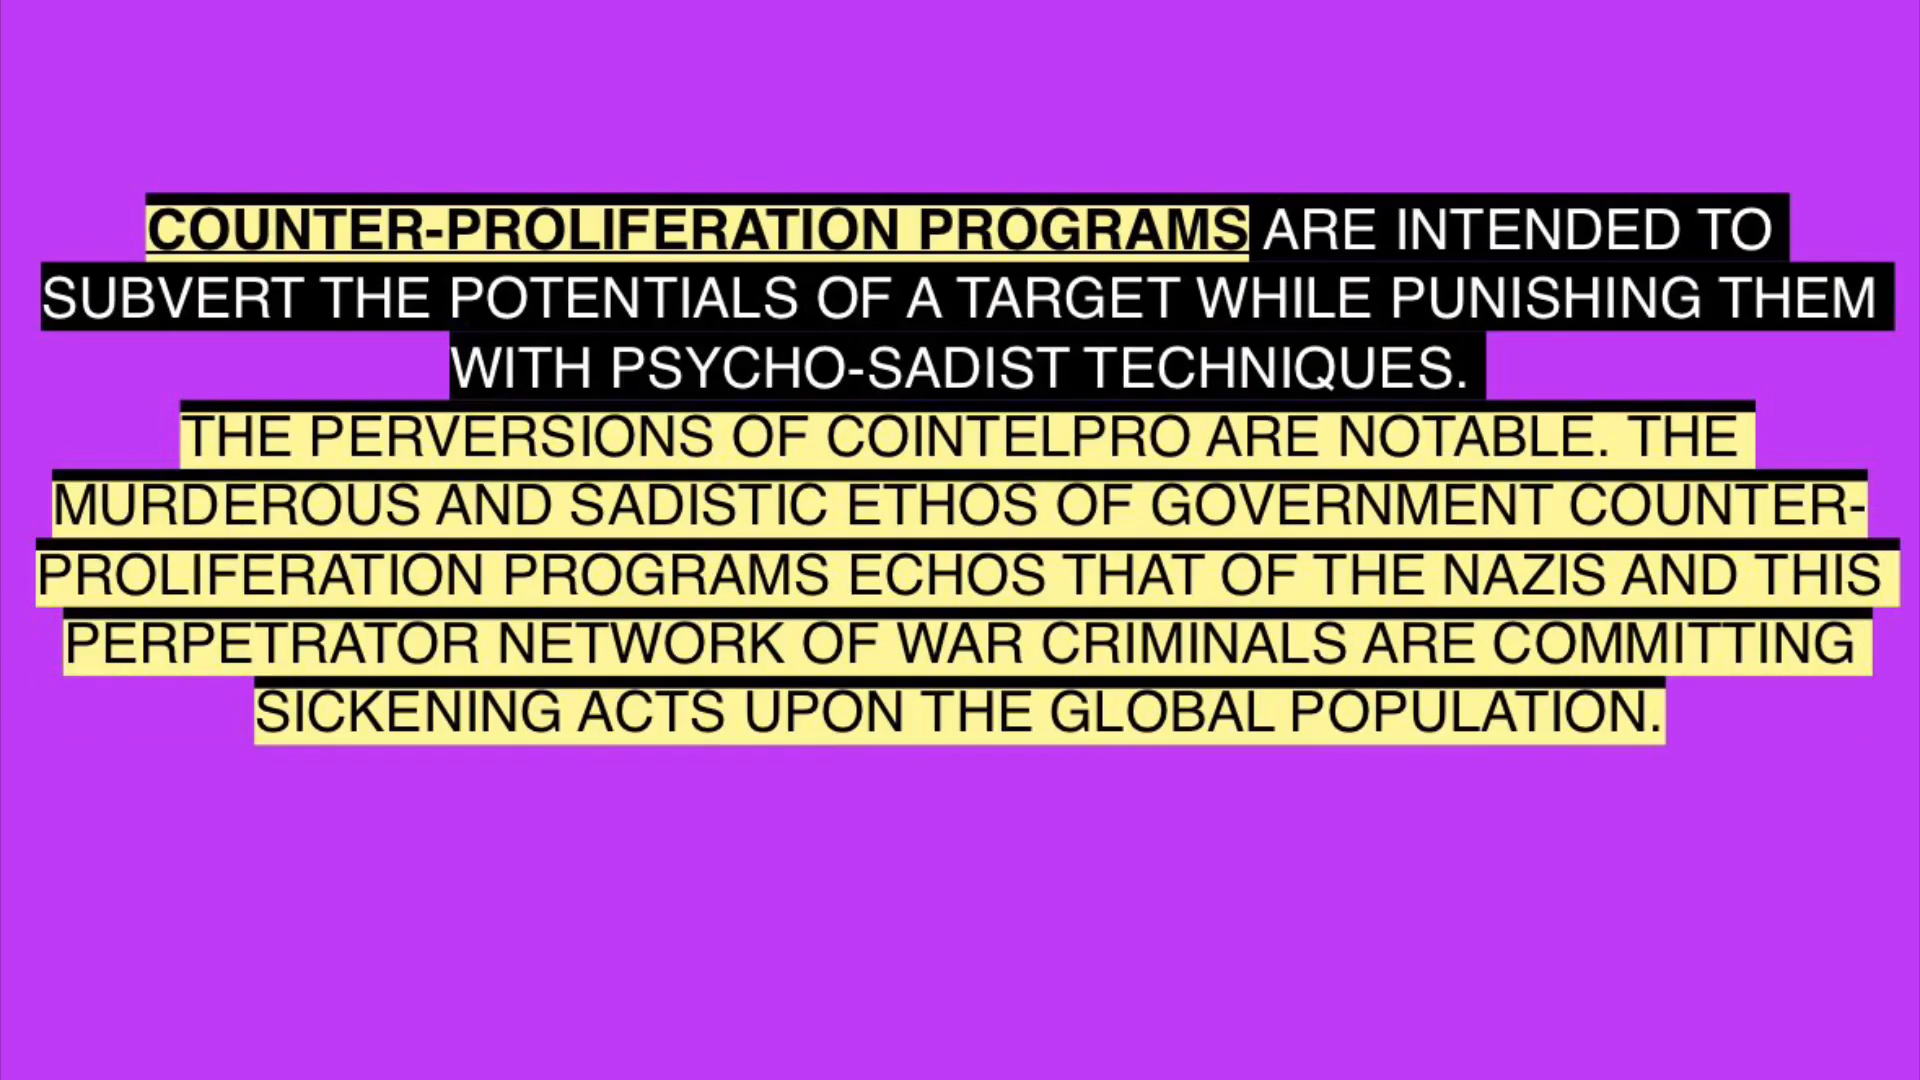 COUNTER-PROLIFERATION PROGRAMS ARE INTENDED TO
SUBVERT THE POTENTIALS OF A TARGET WHILE PUNISHING THEM
WITH PSYCHO-SADIST TECHNIQUES.
THE PERVERSIONS OF COINTELPRO ARE NOTABLE. THE
MURDEROUS AND SADISTIC ETHOS OF GOVERNMENT COUNTER-
PROLIFERATION PROGRAMS ECHOS THAT OF THE NAZIS AND THIS
PERPETRATOR NETWORK OF WAR CRIMINALS ARE COMMITTING
SICKENING ACTS UPON THE GLOBAL POPULATION.